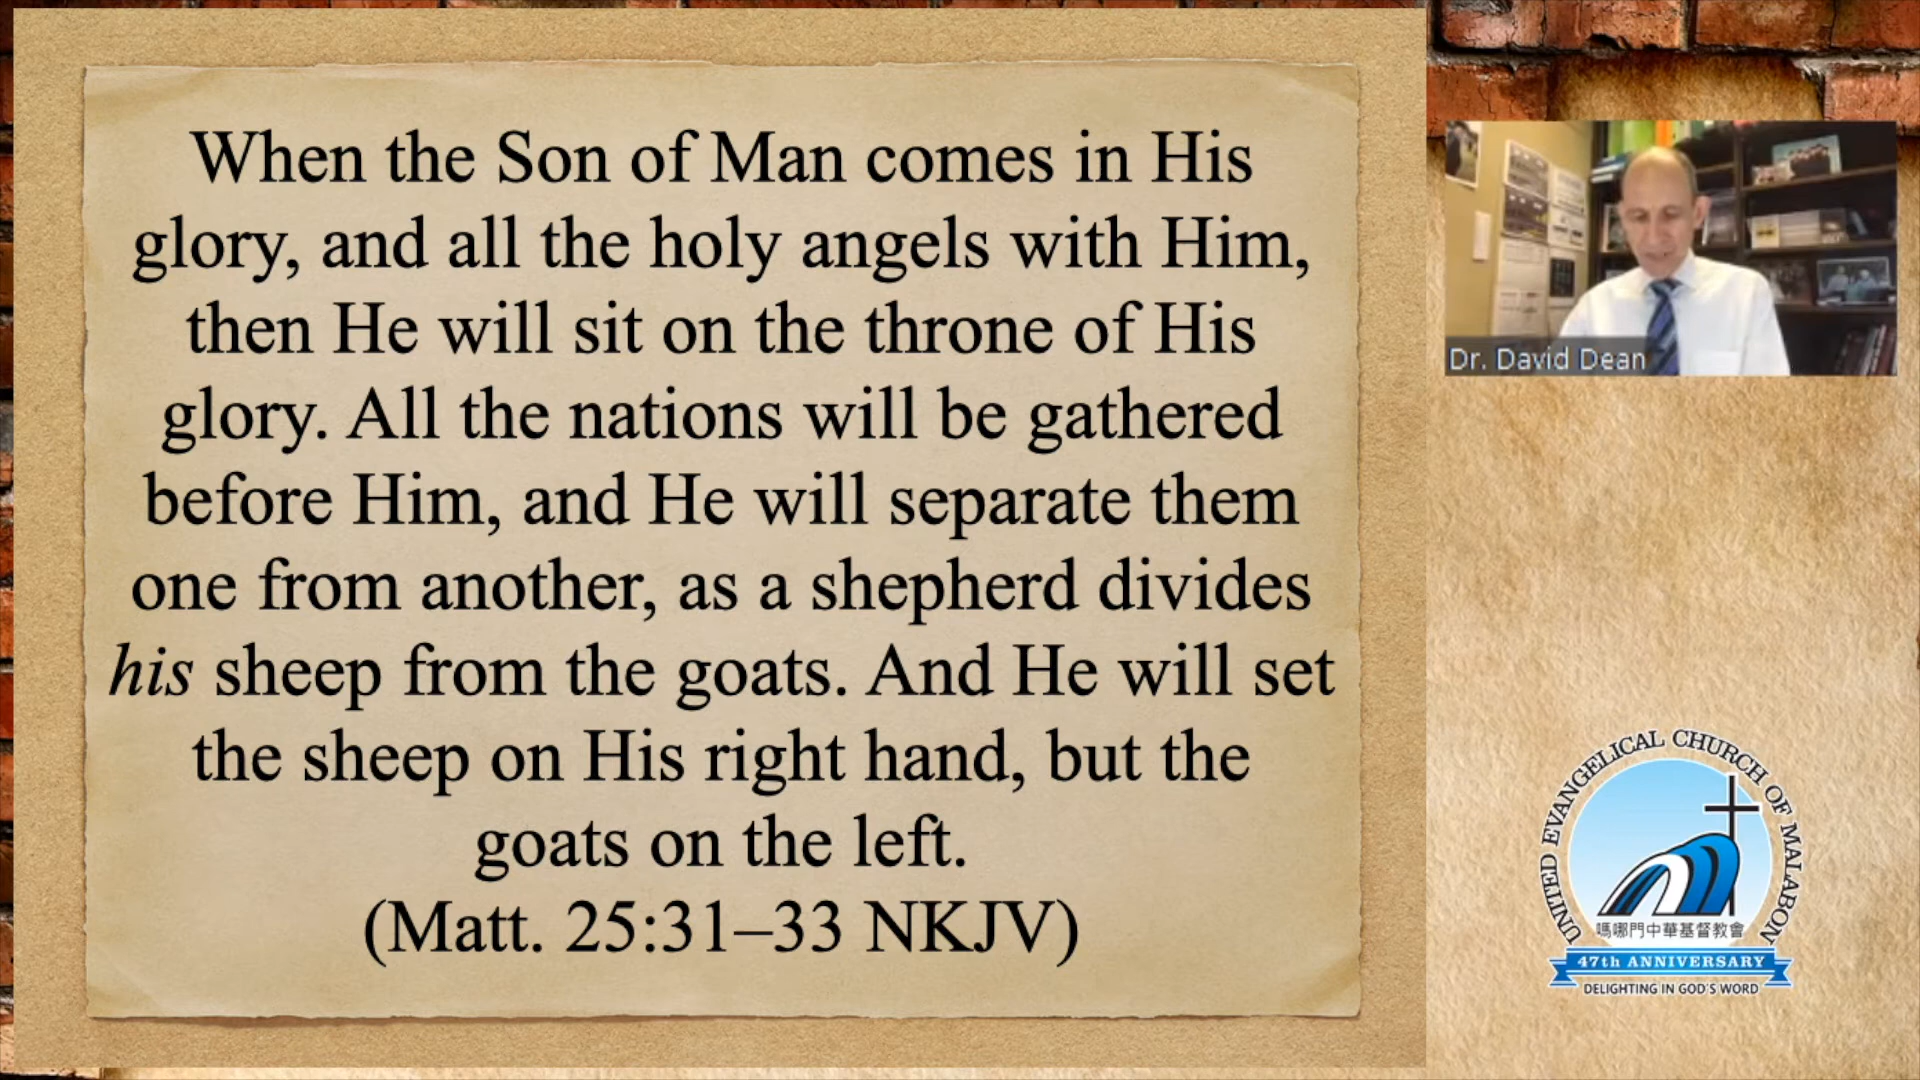 When the Son of Man comes in His
glory, and all the holy angels with Him,
then He will sit on the throne of His
glory. All the nations will be gathered
before Him, and He will separate them
one from another, as a shepherd divides
his sheep from the goats. And He will set
the sheep on His right hand, but the
goats on the left.
(Matt. 25:31–33 NKJV)
Dr. David Dean
UNITED EVANGELICAL CHURCH OF MALABON
嗎哪門中華基督教會
47th ANNIVERSARY
DELIGHTING IN GOD'S WORD